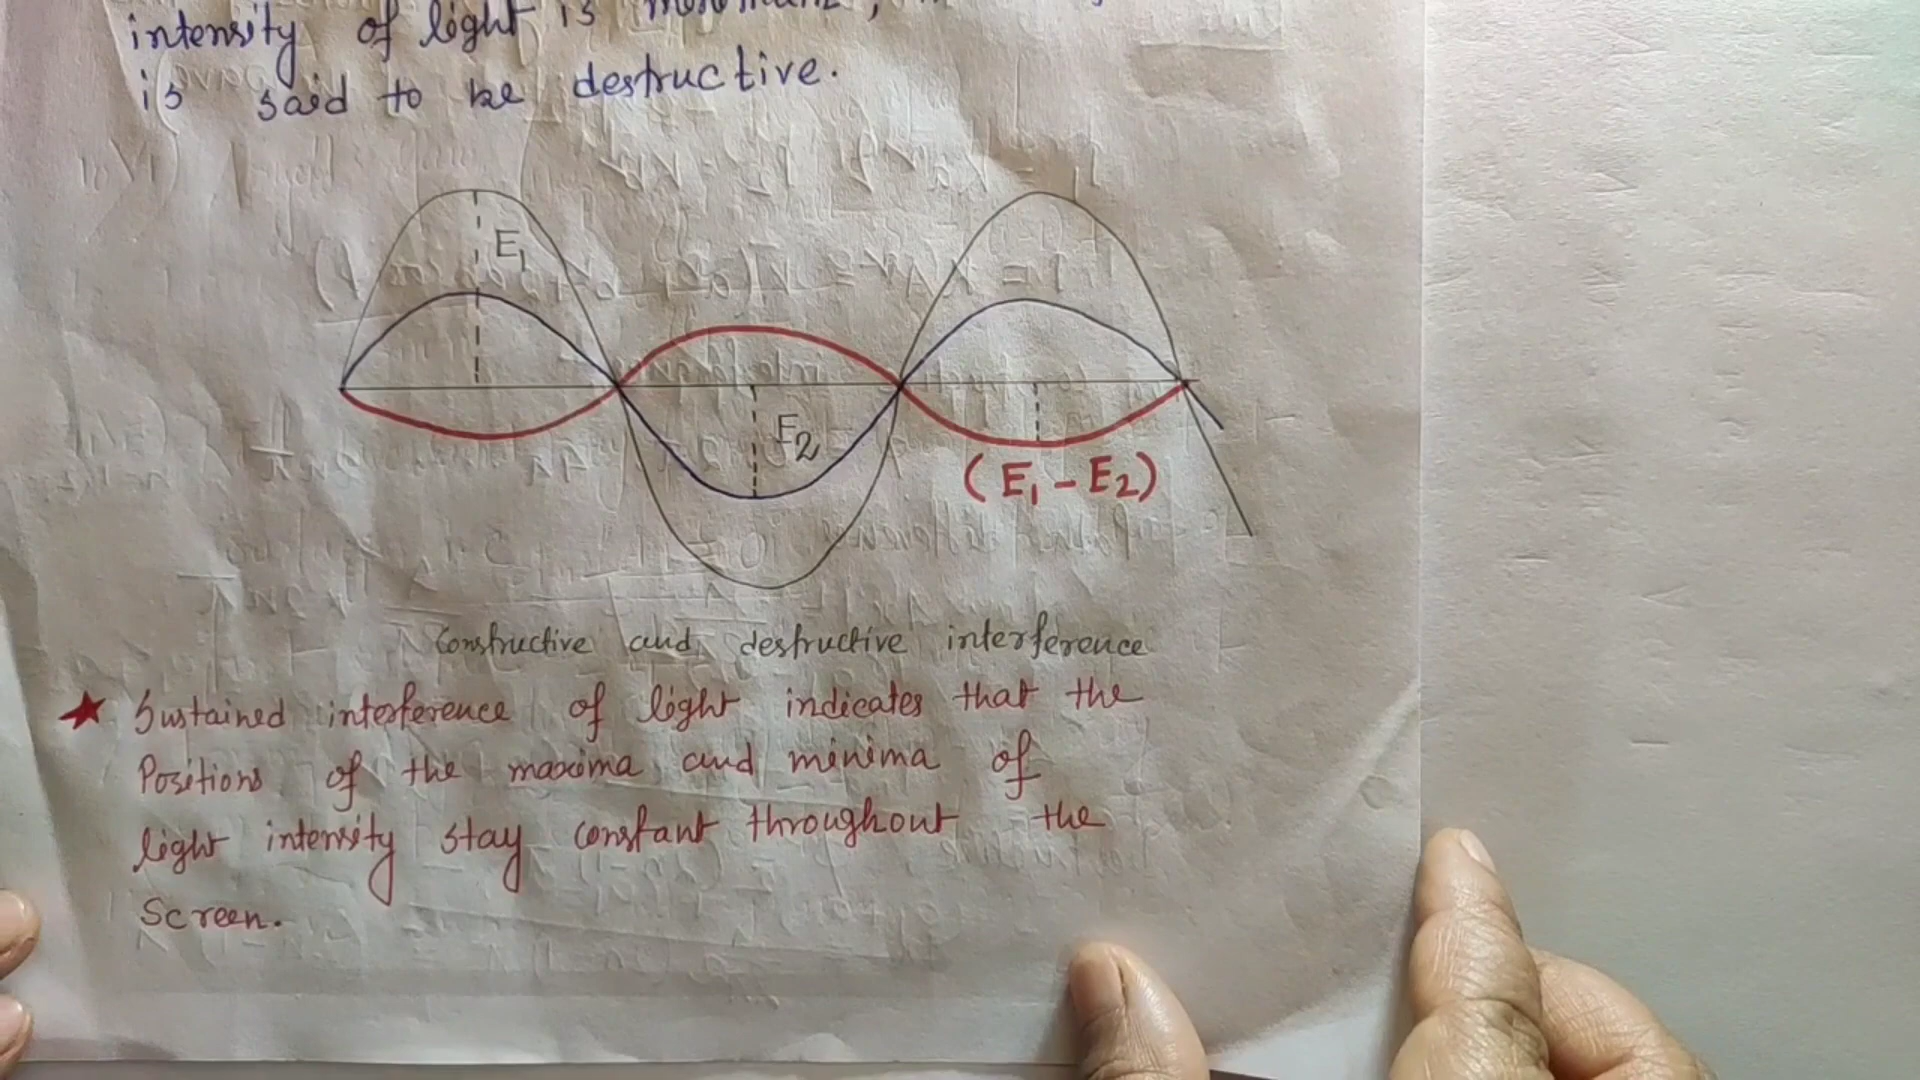 intensity of light is
is said to be destructive.
E1
E2
(E1 - E2)
Constructive and destructive interference
★ Sustained interference of light indicates that the
Positions of the maxima and minima of
light intensity stay constant throughout the
Screen.